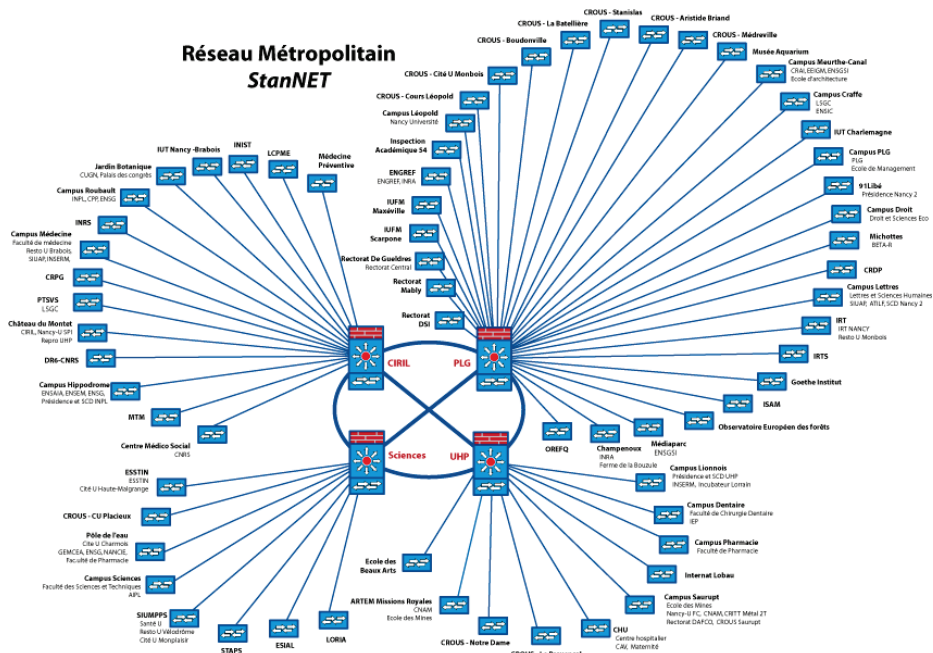 Réseau Métropolitain
StanNET
CROUS - Stanislas
CROUS - La Batellière
CROUS - Aristide Briand
CROUS - Boudonville
CROUS - Médreville
Musée Aquarium
CROUS - Cité U Monbois
Campus Meurthe-Canal
CRAI,EEIGM,ENSGSI
Ecole d'architecture
CROUS - Cours Léopold
Campus Craffe
LSGC
ENSIC
Campus Léopold
Nancy Université
IUT Charlemagne
Inspection
Académique 54
Campus PLG
PLG
Ecole de Management
ENGREF
ENGREF, INRA
91Libé
Présidence Nancy 2
IUFM
Maxéville
Campus Droit
Droit et Sciences Eco
IUFM
Scarpone
Michottes
BETA-R
Rectorat De Gueldres
Rectorat Central
CRDP
Rectorat
Mably
Campus Lettres
Lettres et Sciences Humaines
SIUAP, ATILF, SCD Nancy 2
Rectorat
DSI
IRT
IRT NANCY
Resto U Monbois
IRTS
Goethe Institut
ISAM
Observatoire Européen des forêts
Médiaparc
ENSGSI
Champenoux
INRA
Ferme de la Bouzule
OREFQ
Médecine
Préventive
LCPME
INIST
IUT Nancy -Brabois
Jardin Botanique
CUGN, Palais des congrès
Campus Roubault
INPL, CPP, ENSG
INRS
Campus Médecine
Faculté de médecine
Resto U Brabois,
SIUAP,INSERM,
CRPG
PTSVS
LSGC
Château du Montet
CIRIL, Nancy-U SPI
Repro UHP
DR6-CNRS
Campus Hippodrome
ENSAIA, ENSEM, ENSG,
Présidence et SCD INPL
MTM
Centre Médico Social
CNRS
CIRIL
PLG
Sciences
UHP
ESSTIN
ESSTIN
Cité U Haute-Malgrange
CROUS - CU Placieux
Pôle de l'eau
Cite U Charmois
GEMCEA, ENSG, NANCIE,
Faculté de Pharmacie
Campus Sciences
Faculté des Sciences et Techniques
AIPL
SIUMPPS
Santé U
Resto U Vélodrôme
Cité U Monplaisir
STAPS
ESIAL
LORIA
Campus Lionnois
Présidence et SCD UHP
INSERM, Incubateur Lorrain
Campus Dentaire
Faculté de Chirurgie Dentaire
IEP
Campus Pharmacie
Faculté de Pharmacie
Internat Lobau
Campus Saurupt
Ecole des Mines
Nancy-U FC, CNAM, CRITT Métal 2T
Rectorat DAFCO, CROUS Saurupt
CHU
Centre hospitalier
CAV, Maternité
Ecole des
Beaux Arts
ARTEM Missions Royales
CNAM
Ecole des Mines
CROUS - Notre Dame